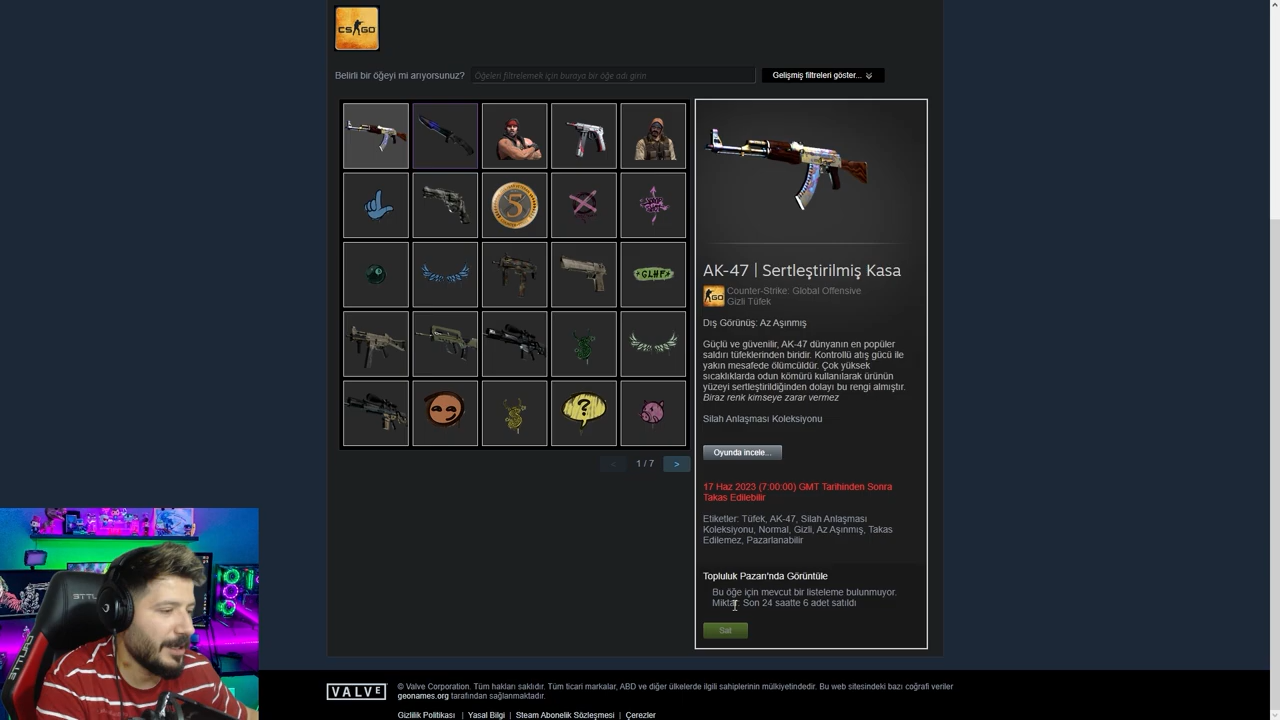 CS GO
Belirli bir öğeyi mi arıyorsunuz?
Öğeleri filtrelemek için buraya bir öğe adı girin
Gelişmiş filtreleri göster...
5
GLHF
?
< 1 / 7 >
AK-47 | Sertleştirilmiş Kasa
GO
Counter-Strike: Global Offensive
Gizli Tüfek
Dış Görünüş: Az Aşınmış
Güçlü ve güvenilir, AK-47 dünyanın en popüler
saldırı tüfeklerinden biridir. Kontrollü atış gücü ile
yakın mesafede ölümcüldür. Çok yüksek
sıcaklıklarda odun kömürü kullanılarak ürünün
yüzeyi sertleştirildiğinden dolayı bu rengi almıştır.
Biraz renk kimseye zarar vermez
Silah Anlaşması Koleksiyonu
Oyunda incele...
17 Haz 2023 (7:00:00) GMT Tarihinden Sonra
Takas Edilebilir
Etiketler: Tüfek, AK-47, Silah Anlaşması
Koleksiyonu, Normal, Gizli, Az Aşınmış, Takas
Edilemez, Pazarlanabilir
Topluluk Pazarı'nda Görüntüle
Bu öğe için mevcut bir listeleme bulunmuyor.
Miktar: Son 24 saatte 6 adet satıldı
Sat
VALVE
© Valve Corporation. Tüm hakları saklıdır. Tüm ticari markalar, ABD ve diğer ülkelerde ilgili sahiplerinin mülkiyetindedir. Bu web sitesindeki bazı coğrafi veriler
geonames.org tarafından sağlanmaktadır.
Gizlilik Politikası | Yasal Bilgi | Steam Abonelik Sözleşmesi | Çerezler